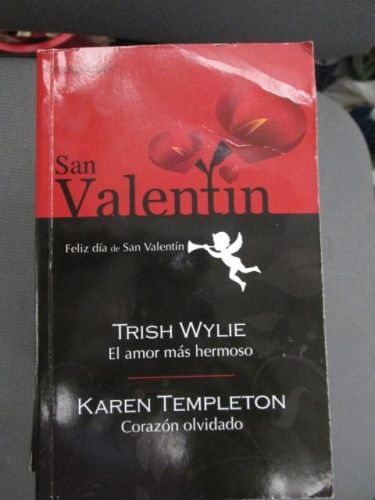 San
Valentín
Feliz día de San Valentín
TRISH WYLIE
El amor más hermoso
KAREN TEMPLETON
Corazón olvidado